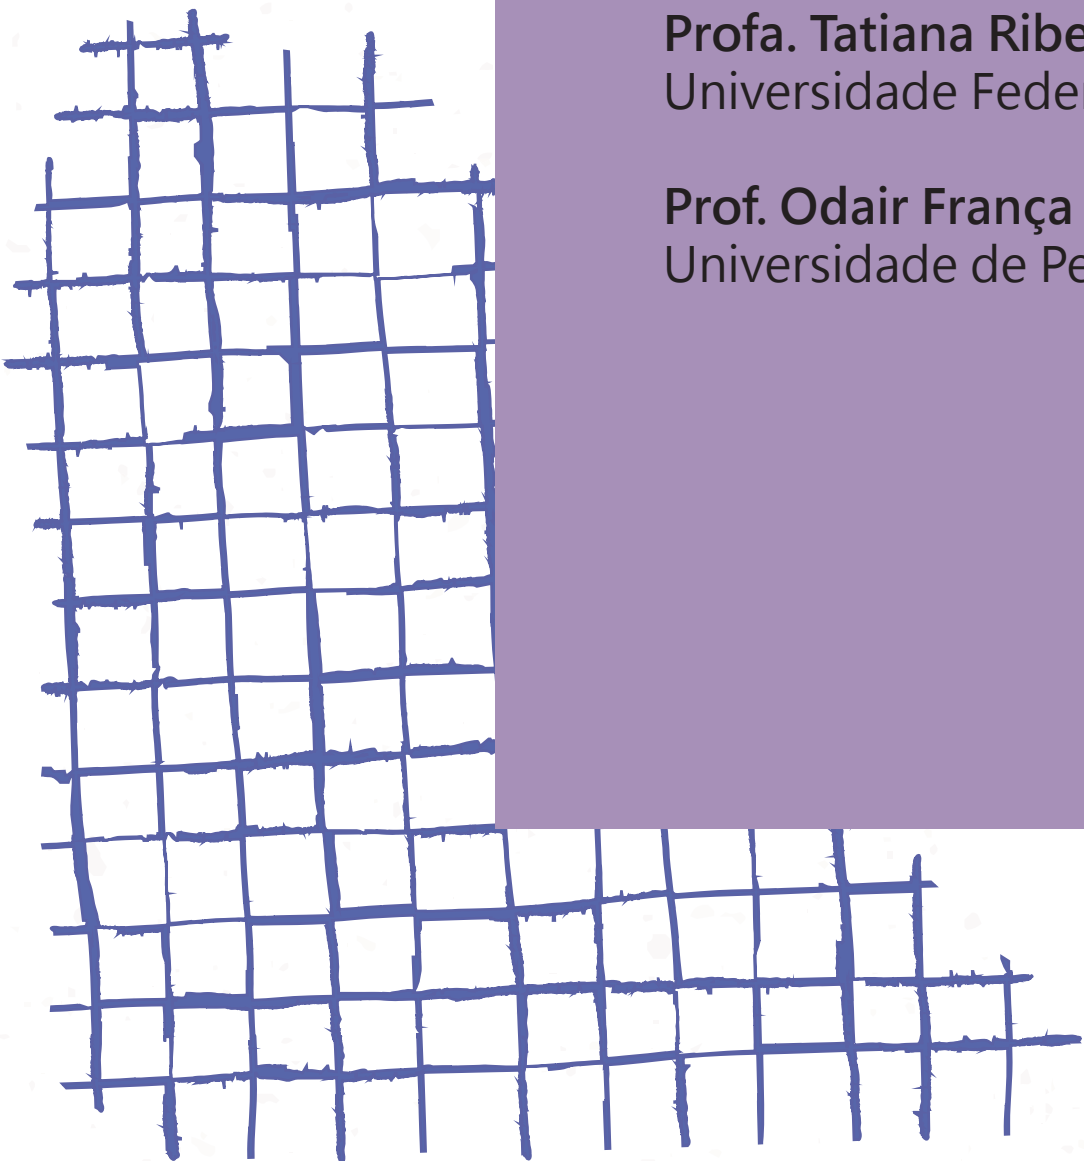 Profa. Tatiana Ribe
Universidade Feder
Prof. Odair França
Universidade de Pe